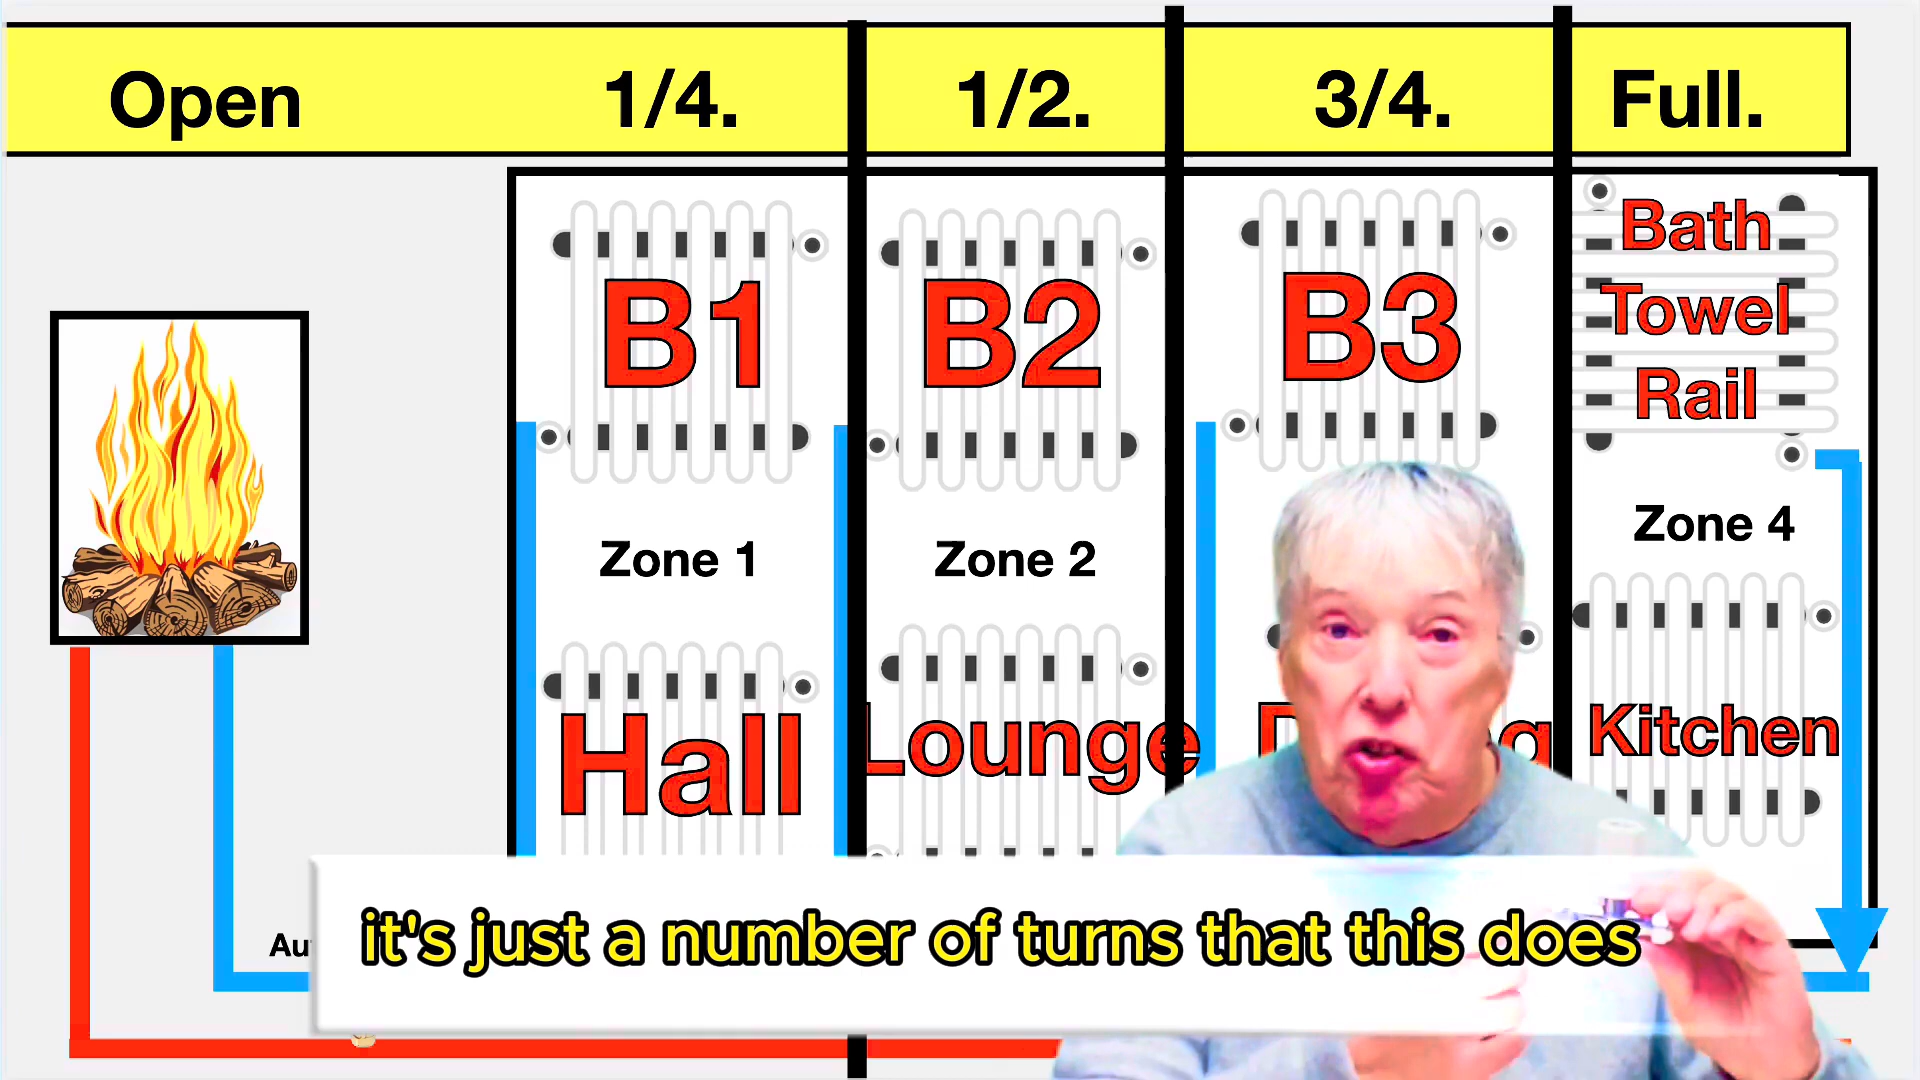 Open 1/4. 1/2. 3/4. Full.
B1 B2 B3 Bath
Towel
Rail
Zone 1 Zone 2 Zone 4
Hall Lounge Kitchen
it's just a number of turns that this does